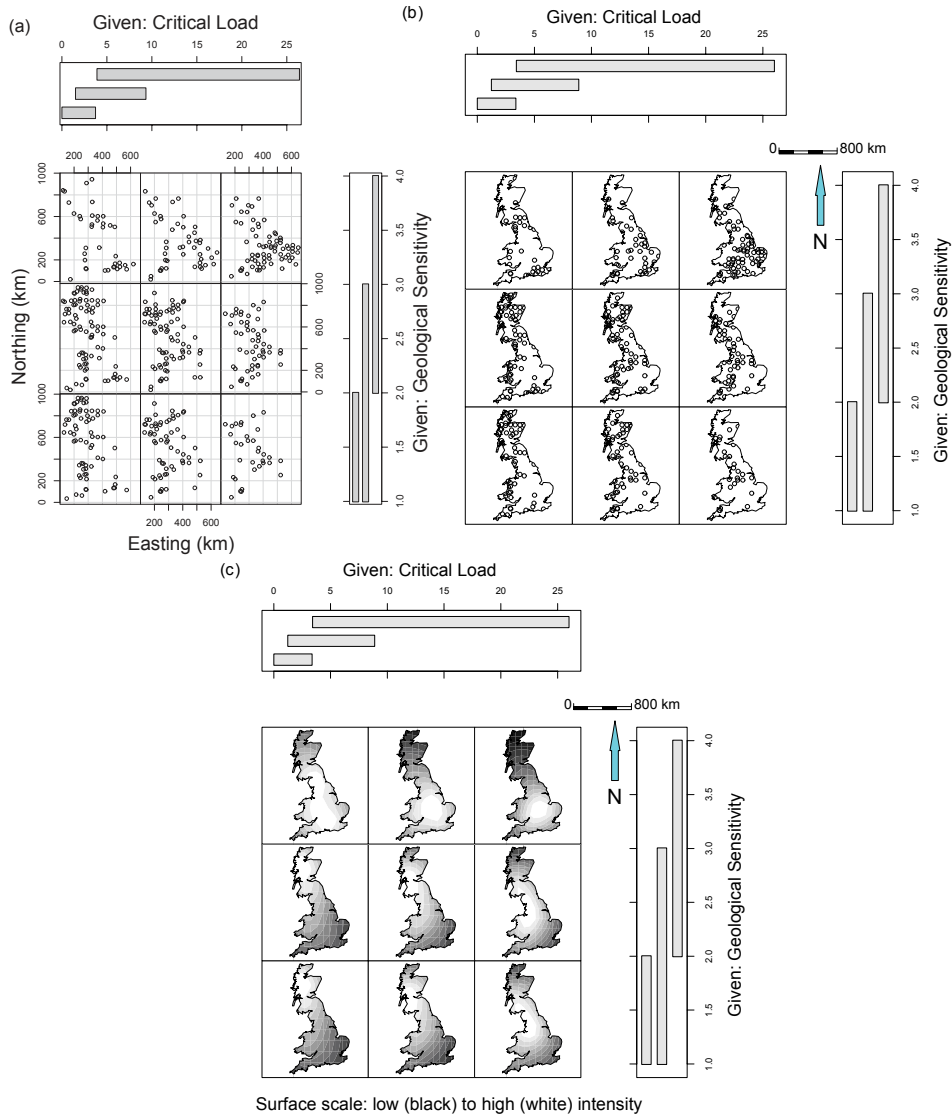 (a)
Given: Critical Load
0 5 10 15 20 25
200 400 600 200 400 600
1000
600
200
0
1000
600
200
0
1000
600
200
0
Northing (km)
200 400 600
Easting (km)
1.0 1.5 2.0 2.5 3.0 3.5 4.0
Given: Geological Sensitivity
(b)
Given: Critical Load
0 5 10 15 20 25
0 800 km
N
1.0 1.5 2.0 2.5 3.0 3.5 4.0
Given: Geological Sensitivity
(c)
Given: Critical Load
0 5 10 15 20 25
0 800 km
N
1.0 1.5 2.0 2.5 3.0 3.5 4.0
Given: Geological Sensitivity
Surface scale: low (black) to high (white) intensity